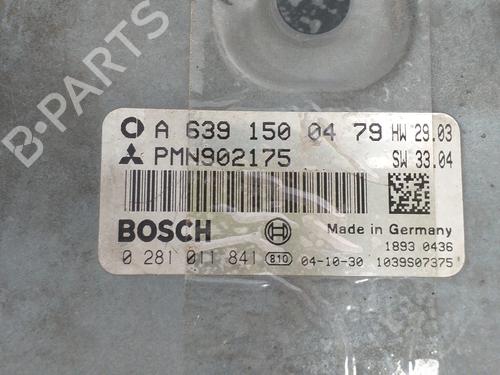 B-PARTS
A 639 150 04 79 HW 29.03
PMN902175 SW 33.04
BOSCH Made in Germany
1893 0436
0 281 011 841 810 04-10-30 1039S07375
B-PARTS